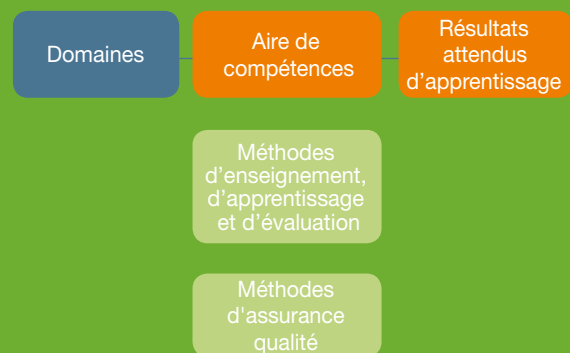 Domaines
Aire de
compétences
Résultats
attendus
d’apprentissage
Méthodes
d’enseignement,
d’apprentissage
et d’évaluation
Méthodes
d'assurance
qualité